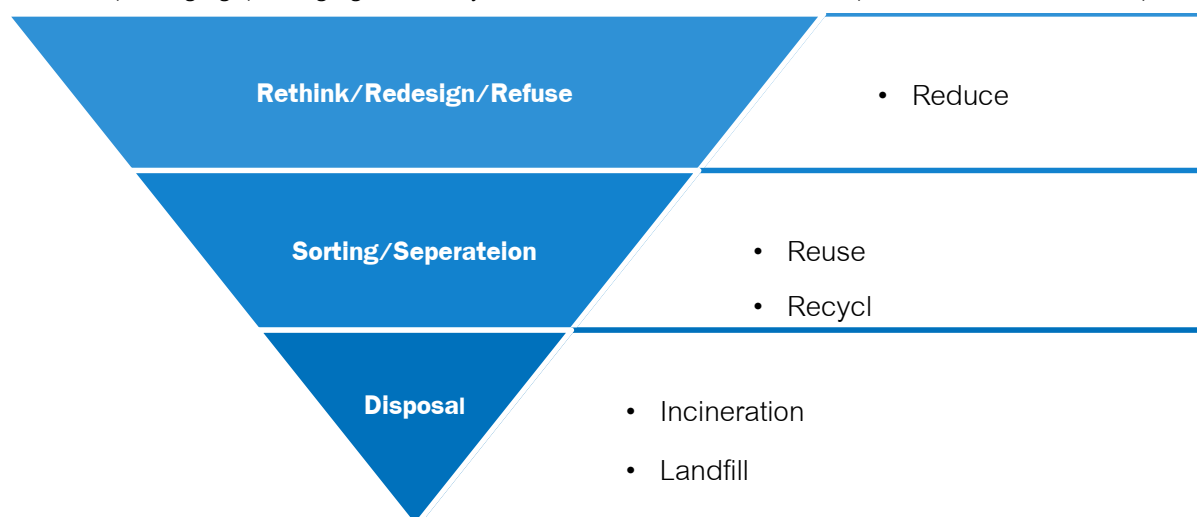 Rethink/Redesign/Refuse
• Reduce
Sorting/Seperateion
• Reuse
• Recycl
Disposal
• Incineration
• Landfill